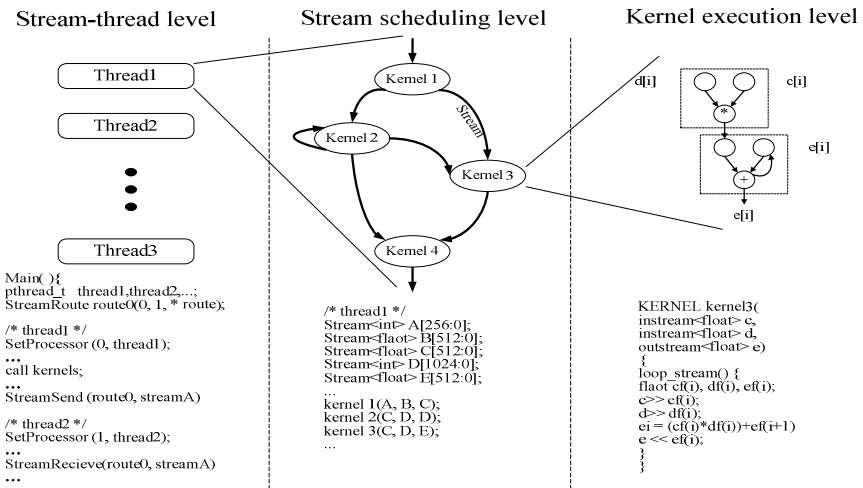 Stream-thread level
Thread1
Thread2
Thread3
Main( ){
pthread_t thread1,thread2,...;
StreamRoute route0(0, 1, * route);
/* thread1 */
SetProcessor (0, thread1);
...
call kernels;
...
StreamSend (route0, streamA)
/* thread2 */
SetProcessor (1, thread2);
...
StreamRecieve(route0, streamA)
...
Stream scheduling level
Kernel 1
Stream
Kernel 2
Kernel 3
Kernel 4
/* thread1 */
Stream<int> A[256:0];
Stream<flaot> B[512:0];
Stream<float> C[512:0];
Stream<int> D[1024:0];
Stream<float> E[512:0];
...
kernel 1(A, B, C);
kernel 2(C, D, D);
kernel 3(C, D, E);
...
Kernel execution level
d[i]
c[i]
*
e[i]
+
e[i]
KERNEL kernel3(
instream<float> c,
instream<float> d,
outstream<float> e)
{
loop_stream() {
flaot cf(i), df(i), ef(i);
c>> cf(i);
d>> df(i);
ei = (cf(i)*df(i))+ef(i+1)
e << ef(i);
}
}